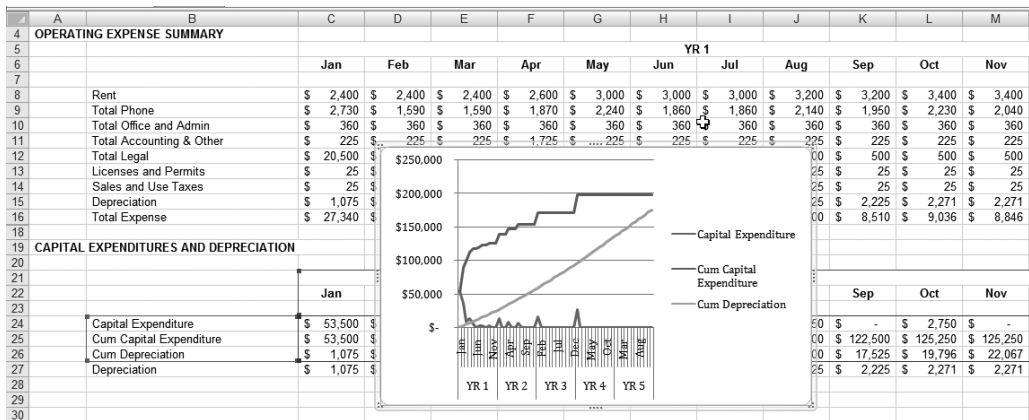 A B C D E F G H I J K L M
4 OPERATING EXPENSE SUMMARY
5 YR 1
6 Jan Feb Mar Apr May Jun Jul Aug Sep Oct Nov
7
8 Rent $ 2,400 $ 2,400 $ 2,400 $ 2,600 $ 3,000 $ 3,000 $ 3,000 $ 3,200 $ 3,200 $ 3,400 $ 3,400
9 Total Phone $ 2,730 $ 1,590 $ 1,590 $ 1,870 $ 2,240 $ 1,860 $ 1,860 $ 2,140 $ 1,950 $ 2,230 $ 2,040
10 Total Office and Admin $ 360 $ 360 $ 360 $ 360 $ 360 $ 360 $ 360 $ 360 $ 360 $ 360 $ 360
11 Total Accounting & Other $ 225 $ 225 $ 225 $ 1,725 $ 225 $ 225 $ 225 $ 225 $ 225 $ 225 $ 225
12 Total Legal $ 20,500 $ 00 $ 500 $ 500 $ 500
13 Licenses and Permits $ 25 $ 25 $ 25 $ 25 $ 25
14 Sales and Use Taxes $ 25 $ 25 $ 25 $ 25 $ 25
15 Depreciation $ 1,075 $ 25 $ 2,225 $ 2,271 $ 2,271
16 Total Expense $ 27,340 $ 00 $ 8,510 $ 9,036 $ 8,846
18
19 CAPITAL EXPENDITURES AND DEPRECIATION
20
21
22 Jan Sep Oct Nov
23
24 Capital Expenditure $ 53,500 $ 50 $ - $ 2,750 $ -
25 Cum Capital Expenditure $ 53,500 $ 00 $ 122,500 $ 125,250 $ 125,250
26 Cum Depreciation $ 1,075 $ 00 $ 17,525 $ 19,796 $ 22,067
27 Depreciation $ 1,075 $ 25 $ 2,225 $ 2,271 $ 2,271
28
29
30
$250,000
$200,000
$150,000
$100,000
$50,000
$-
Jan Jun Nov Apr Sep Feb Jul Dec May Oct Mar Aug
YR 1 YR 2 YR 3 YR 4 YR 5
Capital Expenditure
Cum Capital
Expenditure
Cum Depreciation